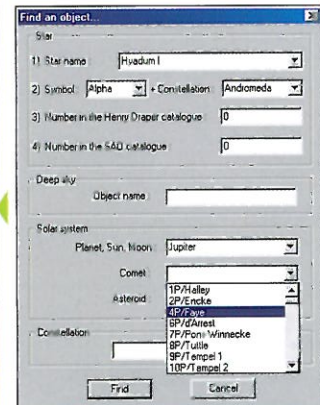 Find an object...
Star
1) Star name Hyadum I
2) Symbol: Alpha + Constellation: Andromeda
3) Number in the Henry Draper catalogue 0
4) Number in the SAO catalogue 0
Deep sky
Object name
Solar system
Planet, Sun, Moon: Jupiter
Comet:
1P/Halley
2P/Encke
4P/Faye
6P/d'Arrest
7P/Pons Winnecke
8P/Tuttle
9P/Tempel 1
10P/Tempel 2
Asteroid
Constellation
Find Cancel